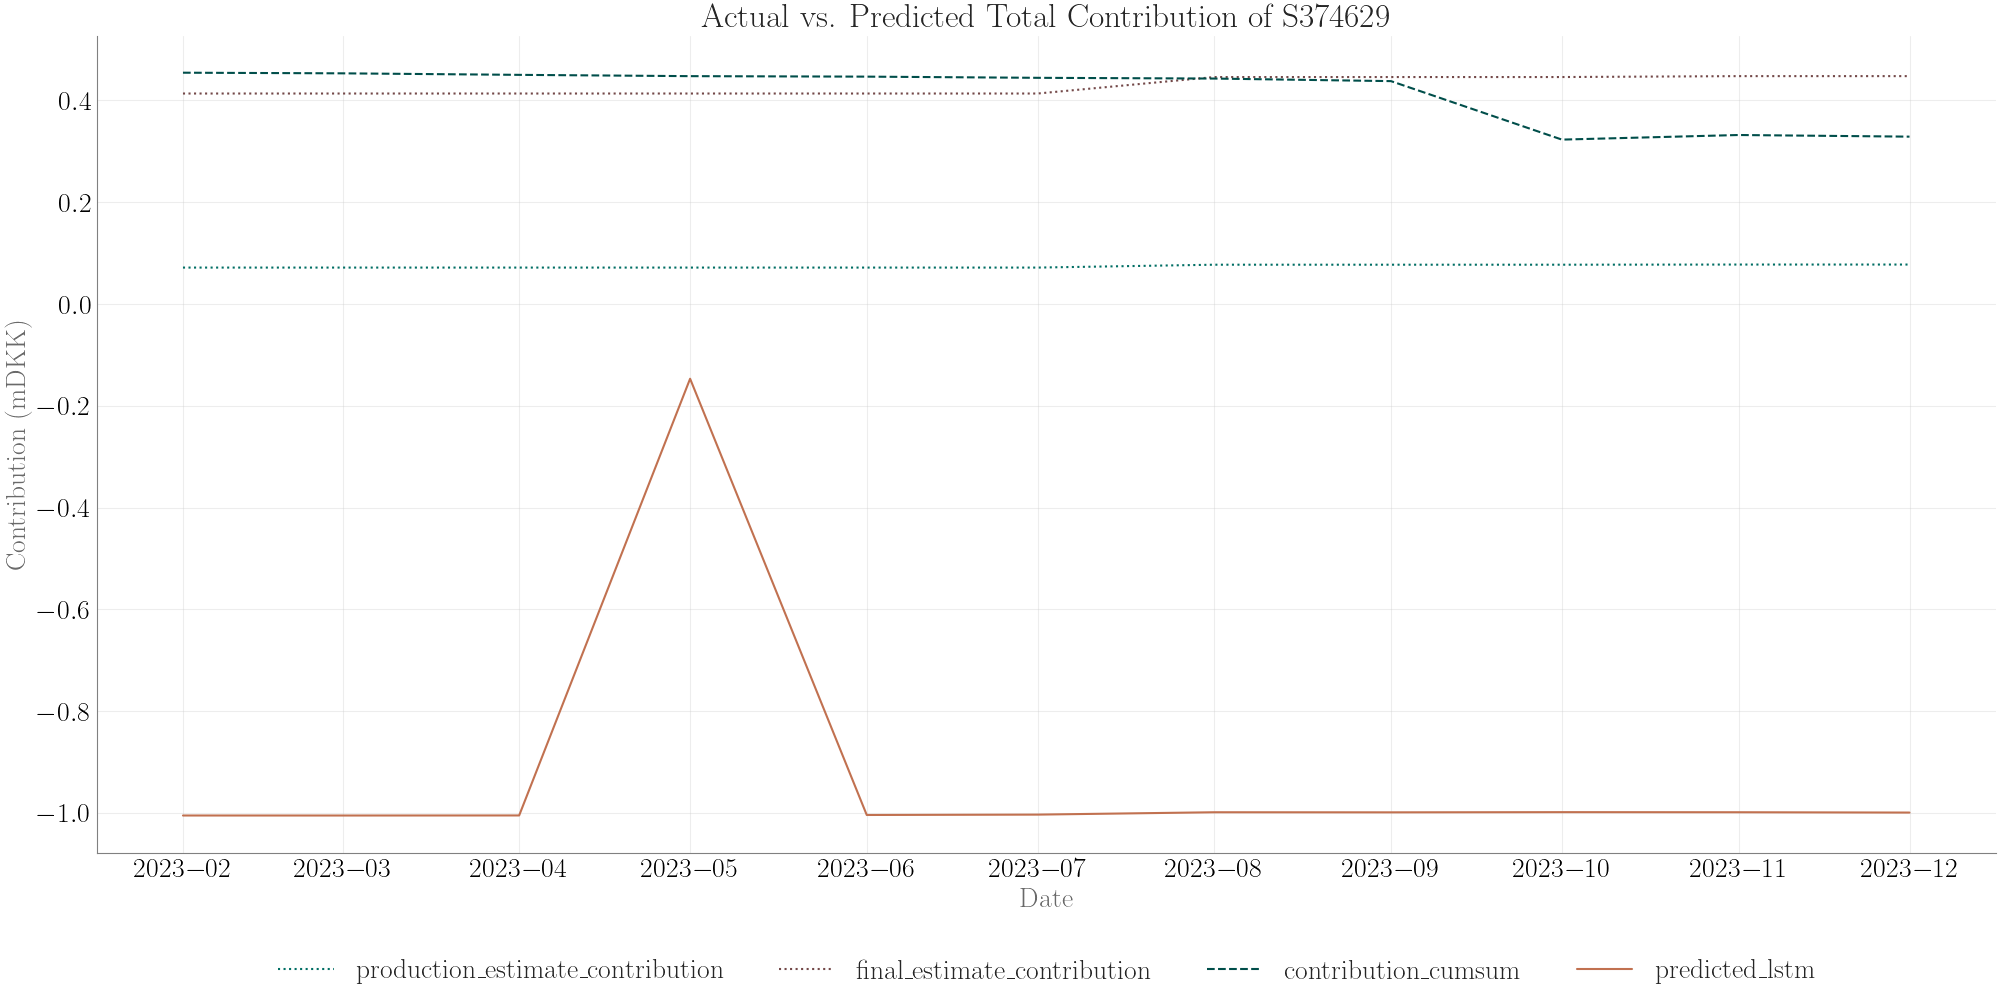 Actual vs. Predicted Total Contribution of S374629
Contribution (mDKK)
0.4
0.2
0.0
−0.2
−0.4
−0.6
−0.8
−1.0
2023−02 2023−03 2023−04 2023−05 2023−06 2023−07 2023−08 2023−09 2023−10 2023−11 2023−12
Date
production_estimate_contribution final_estimate_contribution contribution_cumsum predicted_lstm